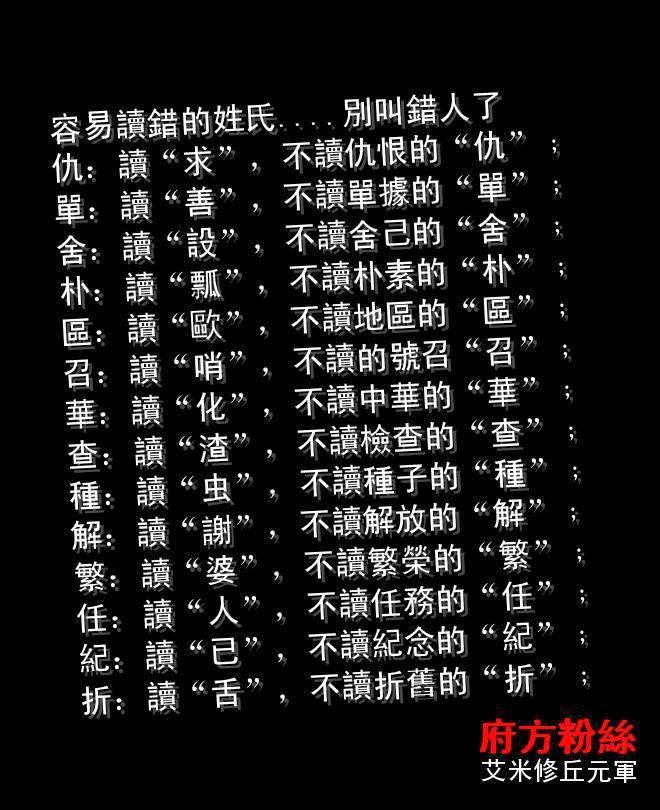 容易讀錯的姓氏....別叫錯人了
仇：讀“求”，不讀仇恨的“仇”；
單：讀“善”，不讀單據的“單”；
舍：讀“設”，不讀舍己的“舍”；
朴：讀“瓢”，不讀朴素的“朴”；
區：讀“歐”，不讀地區的“區”；
召：讀“哨”，不讀的號召“召”；
華：讀“化”，不讀中華的“華”；
查：讀“渣”，不讀檢查的“查”；
種：讀“虫”，不讀種子的“種”；
解：讀“謝”，不讀解放的“解”；
繁：讀“婆”，不讀繁榮的“繁”；
任：讀“人”，不讀任務的“任”；
紀：讀“已”，不讀紀念的“紀”；
折：讀“舌”，不讀折舊的“折”；
府方粉絲
艾米修丘元軍